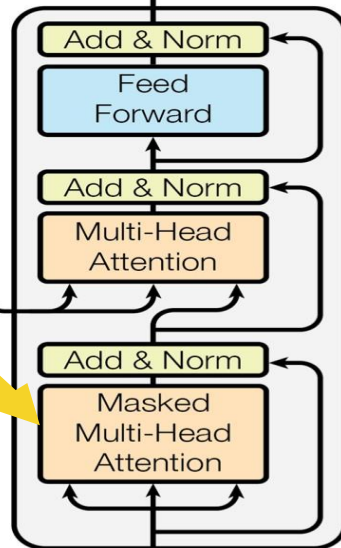 Add & Norm
Feed
Forward
Add & Norm
Multi-Head
Attention
Add & Norm
Masked
Multi-Head
Attention